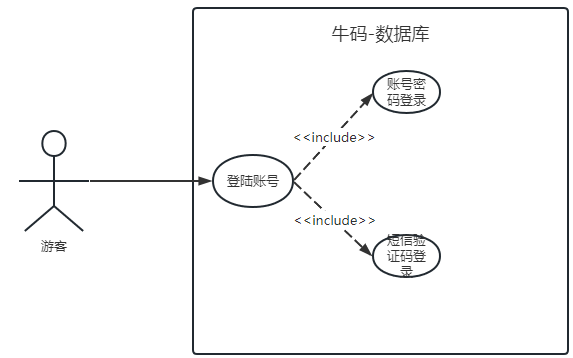 牛码-数据库
账号密
码登录
<<include>>
登陆账号
<<include>>
短信验
证码登
录
游客